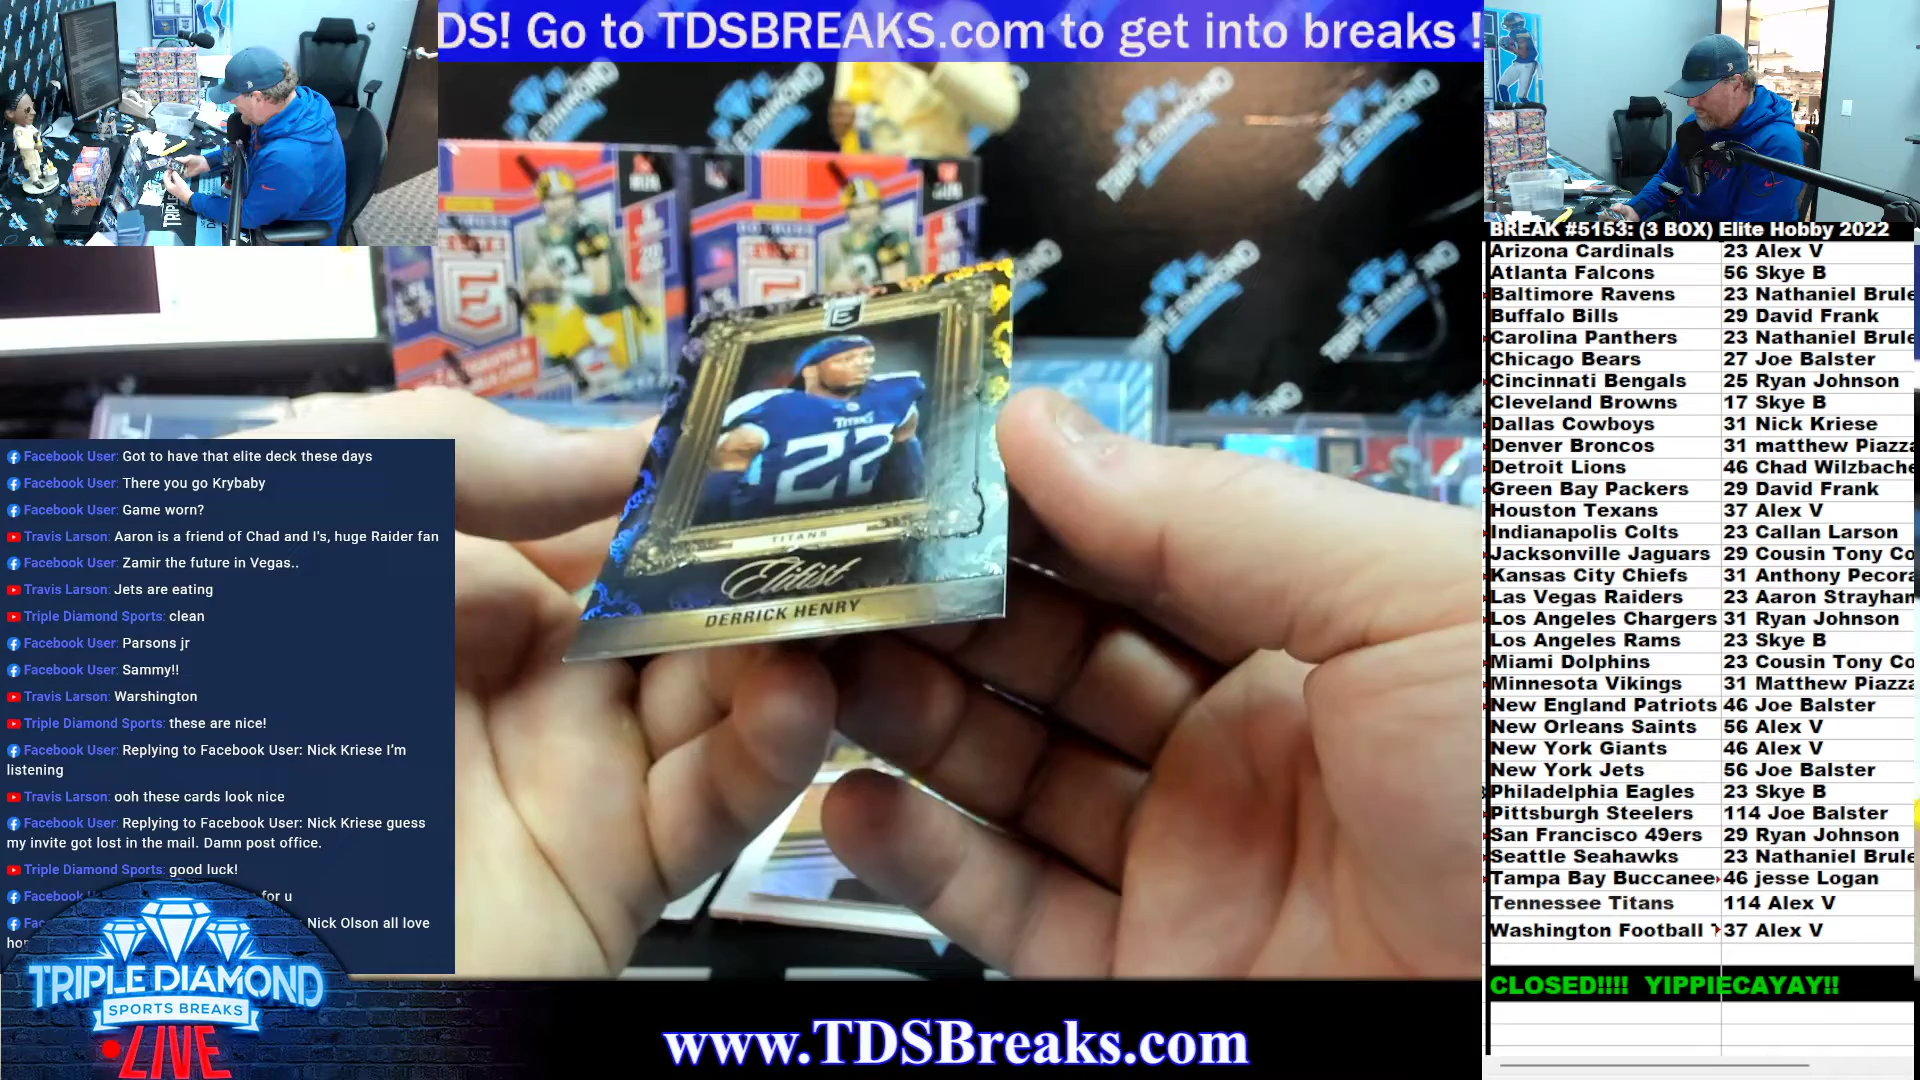 DS! Go to TDSBREAKS.com to get into breaks !
BREAK #5153: (3 BOX) Elite Hobby 2022
Arizona Cardinals 23 Alex V
Atlanta Falcons 56 Skye B
Baltimore Ravens 23 Nathaniel Brule
Buffalo Bills 29 David Frank
Carolina Panthers 23 Nathaniel Brule
Chicago Bears 27 Joe Balster
Cincinnati Bengals 25 Ryan Johnson
Cleveland Browns 17 Skye B
Dallas Cowboys 31 Nick Kriese
Denver Broncos 31 matthew Piazza
Detroit Lions 46 Chad Wilzbache
Green Bay Packers 29 David Frank
Houston Texans 37 Alex V
Indianapolis Colts 23 Callan Larson
Jacksonville Jaguars 29 Cousin Tony Co
Kansas City Chiefs 31 Anthony Pecora
Las Vegas Raiders 23 Aaron Strayhan
Los Angeles Chargers 31 Ryan Johnson
Los Angeles Rams 23 Skye B
Miami Dolphins 23 Cousin Tony Co
Minnesota Vikings 31 Matthew Piazza
New England Patriots 46 Joe Balster
New Orleans Saints 56 Alex V
New York Giants 46 Alex V
New York Jets 56 Joe Balster
Philadelphia Eagles 23 Skye B
Pittsburgh Steelers 114 Joe Balster
San Francisco 49ers 29 Ryan Johnson
Seattle Seahawks 23 Nathaniel Brule
Tampa Bay Buccanee 46 jesse Logan
Tennessee Titans 114 Alex V
Washington Football 37 Alex V
CLOSED!!!! YIPPIECAYAY!!
E
TITANS
22
TITANS
Elitist
DERRICK HENRY
Facebook User: Got to have that elite deck these days
Facebook User: There you go Krybaby
Facebook User: Game worn?
Travis Larson: Aaron is a friend of Chad and I's, huge Raider fan
Facebook User: Zamir the future in Vegas..
Travis Larson: Jets are eating
Triple Diamond Sports: clean
Facebook User: Parsons jr
Facebook User: Sammy!!
Travis Larson: Warshington
Triple Diamond Sports: these are nice!
Facebook User: Replying to Facebook User: Nick Kriese I'm
listening
Travis Larson: ooh these cards look nice
Facebook User: Replying to Facebook User: Nick Kriese guess
my invite got lost in the mail. Damn post office.
Triple Diamond Sports: good luck!
Facebook for u
Fac Nick Olson all love
TRIPLE DIAMOND
SPORTS BREAKS
LIVE
www.TDSBreaks.com